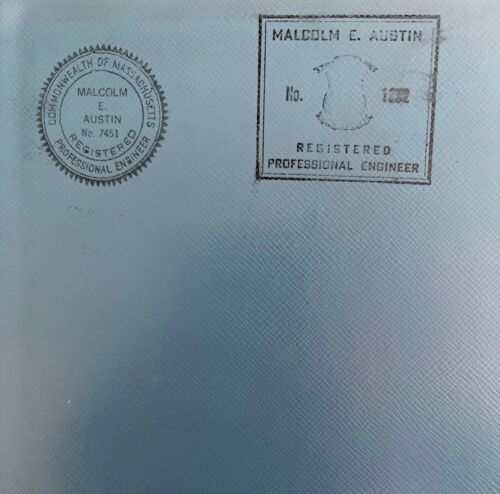 COMMONWEALTH OF MASSACHUSETTS
MALCOLM
E.
AUSTIN
No. 7451
REGISTERED
PROFESSIONAL ENGINEER
MALCOLM E. AUSTIN
No.
REGISTERED
PROFESSIONAL ENGINEER